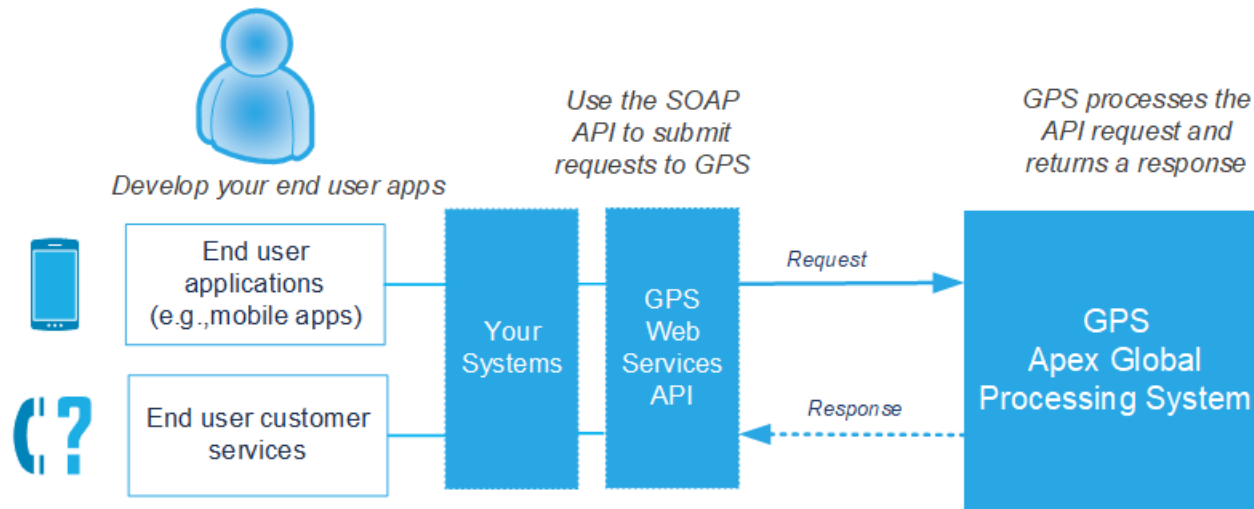 Develop your end user apps
Use the SOAP
API to submit
requests to GPS
GPS processes the
API request and
returns a response
End user
applications
(e.g.,mobile apps)
End user customer
services
Your
Systems
GPS
Web
Services
API
Request
Response
GPS
Apex Global
Processing System